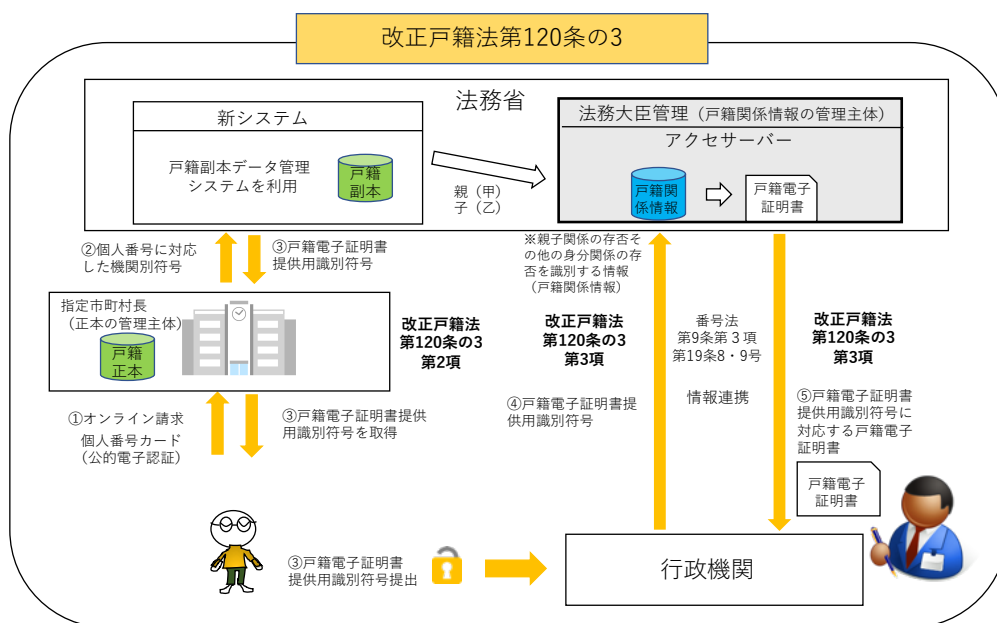 改正戸籍法第120条の3
法務省
新システム
戸籍副本データ管理
システムを利用
戸籍
副本
親（甲）
子（乙）
法務大臣管理（戸籍関係情報の管理主体）
アクセサーバー
戸籍関
係情報
戸籍電子
証明書
②個人番号に対応
した機関別符号
③戸籍電子証明書
提供用識別符号
※親子関係の存否そ
の他の身分関係の存
否を識別する情報
（戸籍関係情報）
指定市町村長
（正本の管理主体）
戸籍
正本
改正戸籍法
第120条の3
第2項
改正戸籍法
第120条の3
第3項
番号法
第9条第３項
第19条8・9号
情報連携
改正戸籍法
第120条の3
第3項
①オンライン請求
個人番号カード
（公的電子認証）
③戸籍電子証明書提供
用識別符号を取得
④戸籍電子証明書提
供用識別符号
⑤戸籍電子証明書
提供用識別符号に
対応する戸籍電子
証明書
戸籍電子
証明書
③戸籍電子証明書
提供用識別符号提出
行政機関